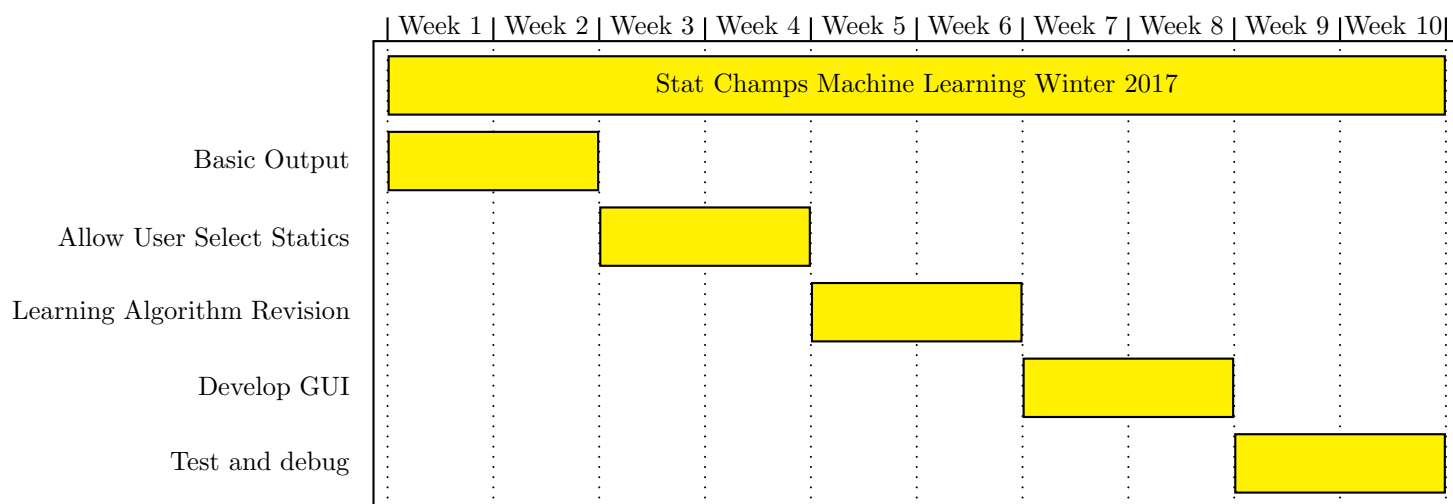 Week 1 Week 2 Week 3 Week 4 Week 5 Week 6 Week 7 Week 8 Week 9 Week 10
Stat Champs Machine Learning Winter 2017
Basic Output
Allow User Select Statics
Learning Algorithm Revision
Develop GUI
Test and debug